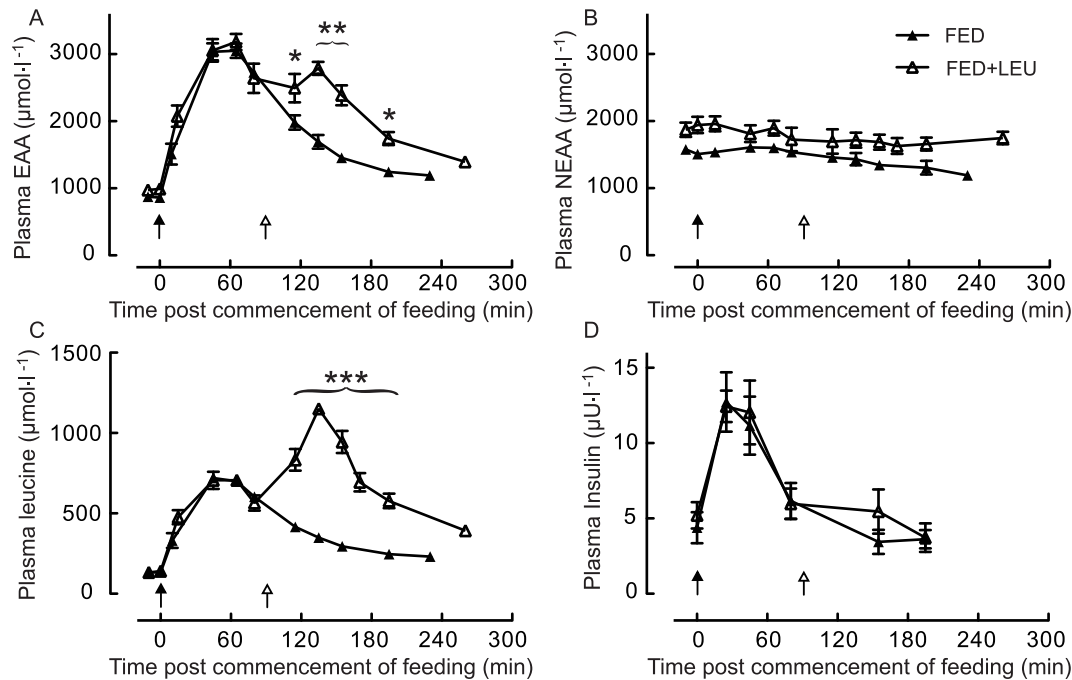 A
Plasma EAA (µmol·l⁻¹)
3000
2000
1000
0
*
**
*
0 60 120 180 240 300
Time post commencement of feeding (min)
B
Plasma NEAA (µmol·l⁻¹)
FED
FED+LEU
3000
2000
1000
0
0 60 120 180 240 300
Time post commencement of feeding (min)
C
Plasma leucine (µmol·l⁻¹)
1500
1000
500
0
***
0 60 120 180 240 300
Time post commencement of feeding (min)
D
Plasma Insulin (µU·l⁻¹)
15
10
5
0
0 60 120 180 240 300
Time post commencement of feeding (min)